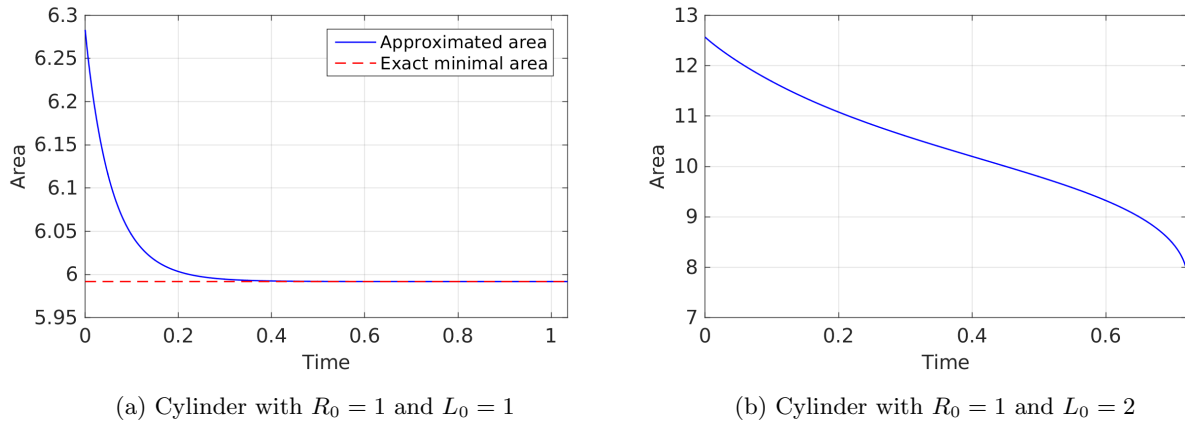 6.3
6.25
6.2
6.15
6.1
6.05
6
5.95
Area
0 0.2 0.4 0.6 0.8 1
Time
Approximated area
Exact minimal area
(a) Cylinder with R₀ = 1 and L₀ = 1
13
12
11
10
9
8
7
Area
0 0.2 0.4 0.6
Time
(b) Cylinder with R₀ = 1 and L₀ = 2